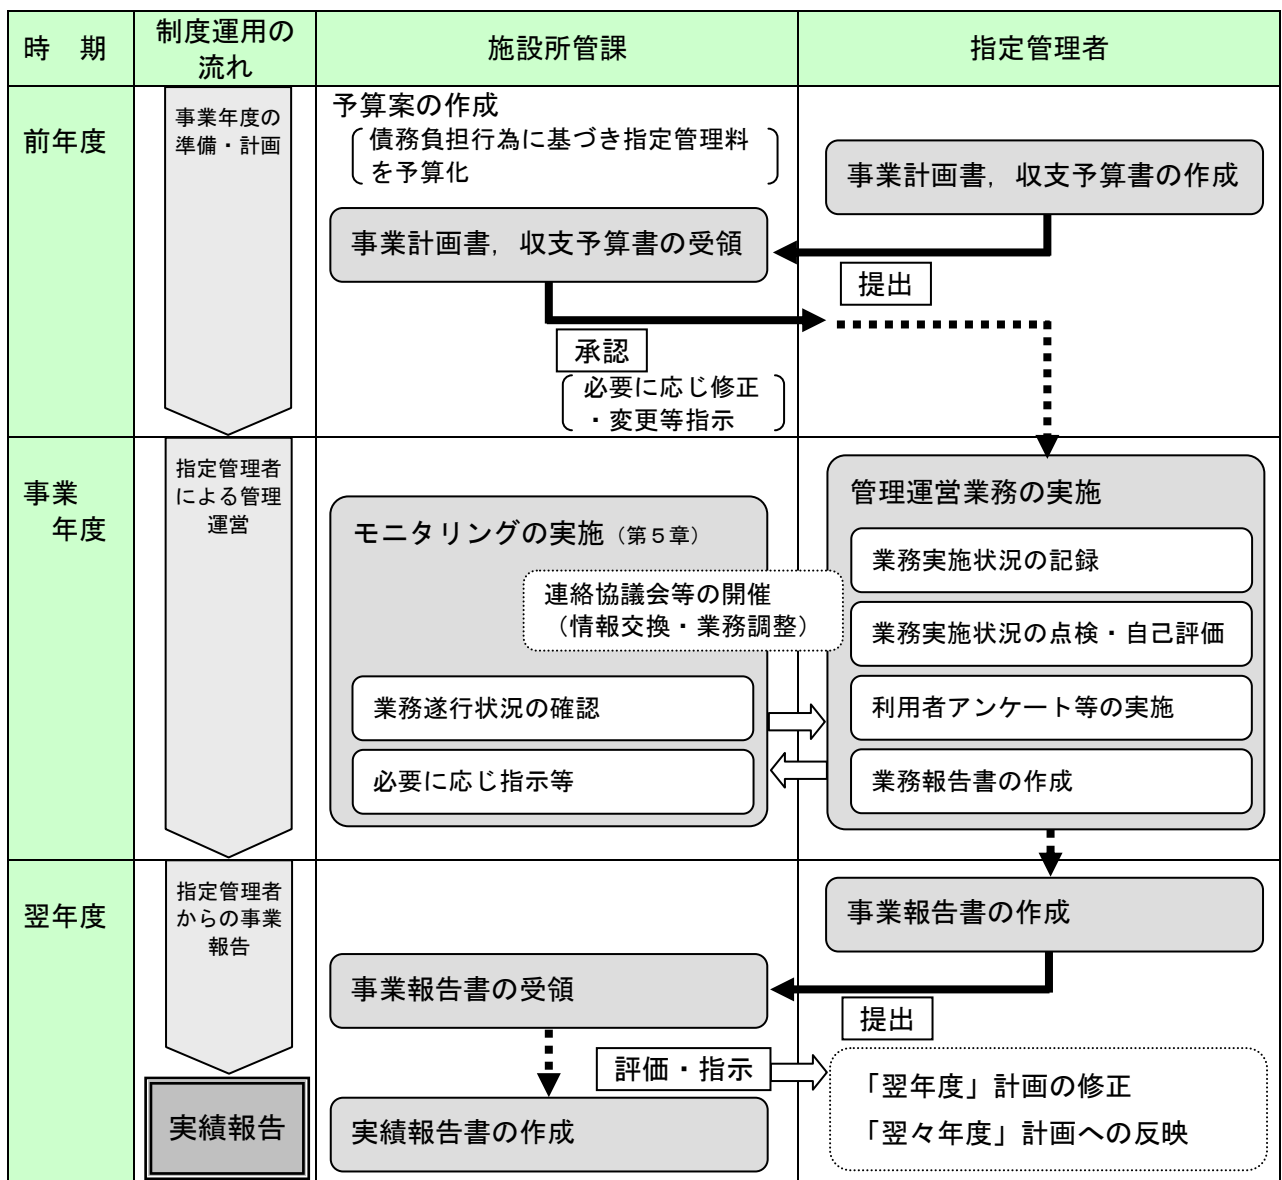 時　期
制度運用の
流れ
施設所管課
指定管理者
前年度
事業年度の
準備・計画
予算案の作成
債務負担行為に基づき指定管理料
を予算化
事業計画書，収支予算書の作成
事業計画書，収支予算書の受領
提出
承認
必要に応じ修正
・変更等指示
事業
年度
指定管理者
による管理
運営
モニタリングの実施（第５章）
連絡協議会等の開催
（情報交換・業務調整）
業務遂行状況の確認
必要に応じ指示等
管理運営業務の実施
業務実施状況の記録
業務実施状況の点検・自己評価
利用者アンケート等の実施
業務報告書の作成
翌年度
指定管理者
からの事業
報告
事業報告書の作成
事業報告書の受領
提出
評価・指示
「翌年度」計画の修正
「翌々年度」計画への反映
実績報告
実績報告書の作成